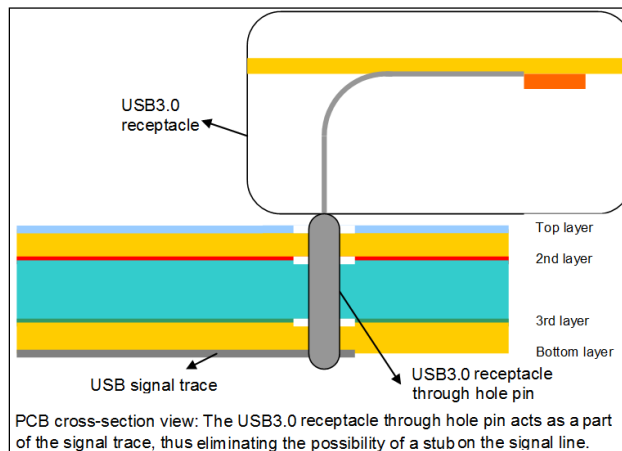 USB3.0
receptacle
Top layer
2nd layer
3rd layer
Bottom layer
USB signal trace
USB3.0 receptacle
through hole pin
PCB cross-section view: The USB3.0 receptacle through hole pin acts as a part
of the signal trace, thus eliminating the possibility of a stub on the signal line.